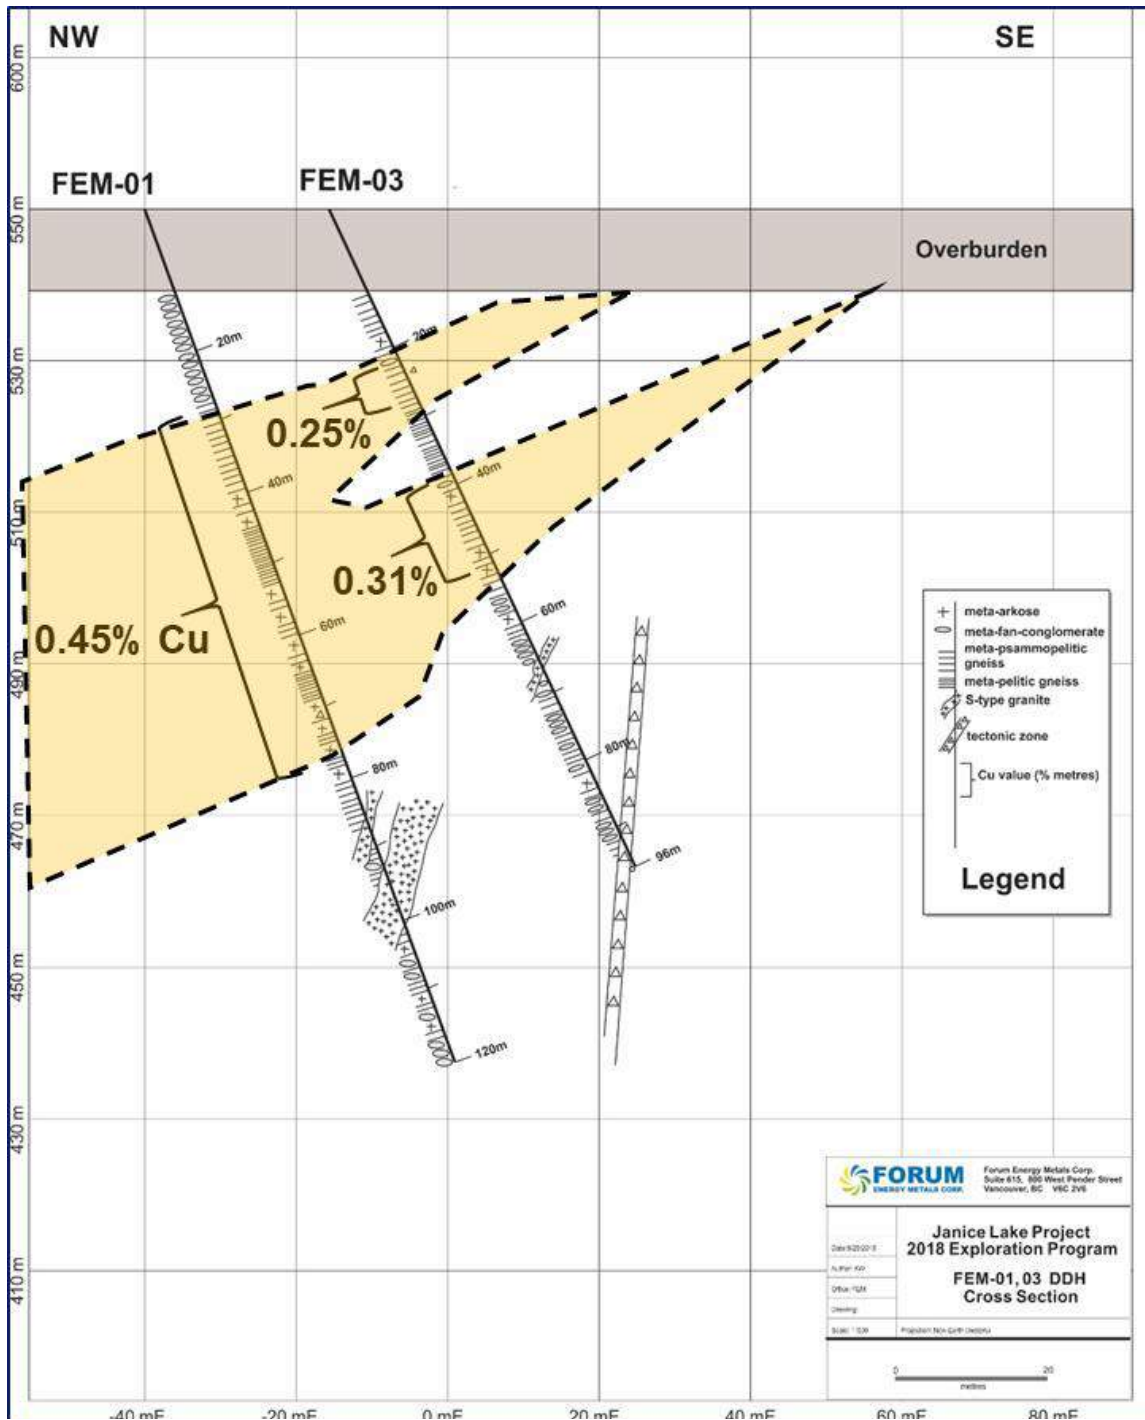 NW
SE
600 m
FEM-01
FEM-03
550 m
Overburden
20m
20m
530 m
0.25%
40m
40m
510 m
0.31%
60m
60m
0.45% Cu
490 m
80m
80m
470 m
96m
100m
450 m
120m
430 m
410 m
-40 mE
-20 mE
0 mE
20 mE
40 mE
60 mE
80 mE
meta-arkose
meta-fan-conglomerate
meta-psammopelitic
gneiss
meta-pelitic gneiss
S-type granite
tectonic zone
Cu value (% metres)
Legend
FORUM
ENERGY METALS CORP.
Forum Energy Metals Corp.
Suite 615, 800 West Pender Street
Vancouver, BC V6C 2V6
Janice Lake Project
2018 Exploration Program
FEM-01, 03 DDH
Cross Section
0 20
metres